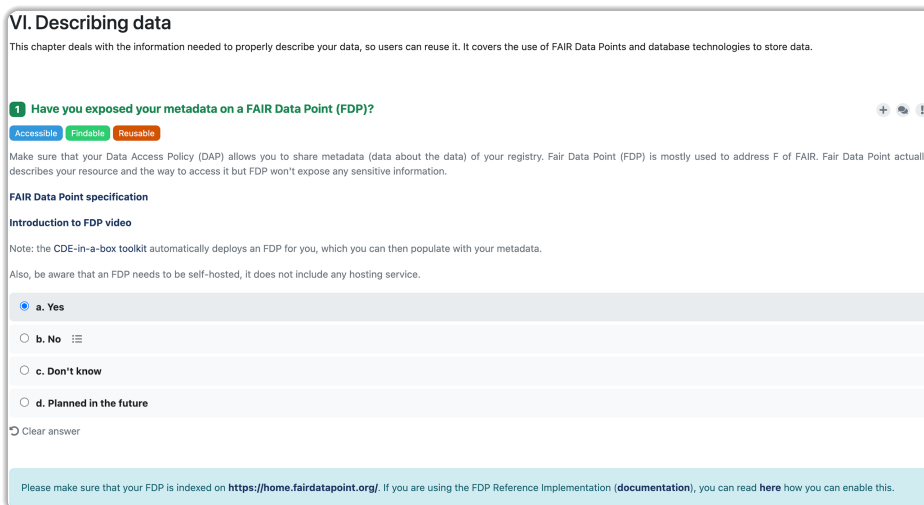 VI. Describing data
This chapter deals with the information needed to properly describe your data, so users can reuse it. It covers the use of FAIR Data Points and database technologies to store data.
1 Have you exposed your metadata on a FAIR Data Point (FDP)?
Accessible Findable Reusable
Make sure that your Data Access Policy (DAP) allows you to share metadata (data about the data) of your registry. Fair Data Point (FDP) is mostly used to address F of FAIR. Fair Data Point actuall
describes your resource and the way to access it but FDP won't expose any sensitive information.
FAIR Data Point specification
Introduction to FDP video
Note: the CDE-in-a-box toolkit automatically deploys an FDP for you, which you can then populate with your metadata.
Also, be aware that an FDP needs to be self-hosted, it does not include any hosting service.
a. Yes
b. No
c. Don't know
d. Planned in the future
Clear answer
Please make sure that your FDP is indexed on https://home.fairdatapoint.org/. If you are using the FDP Reference Implementation (documentation), you can read here how you can enable this.